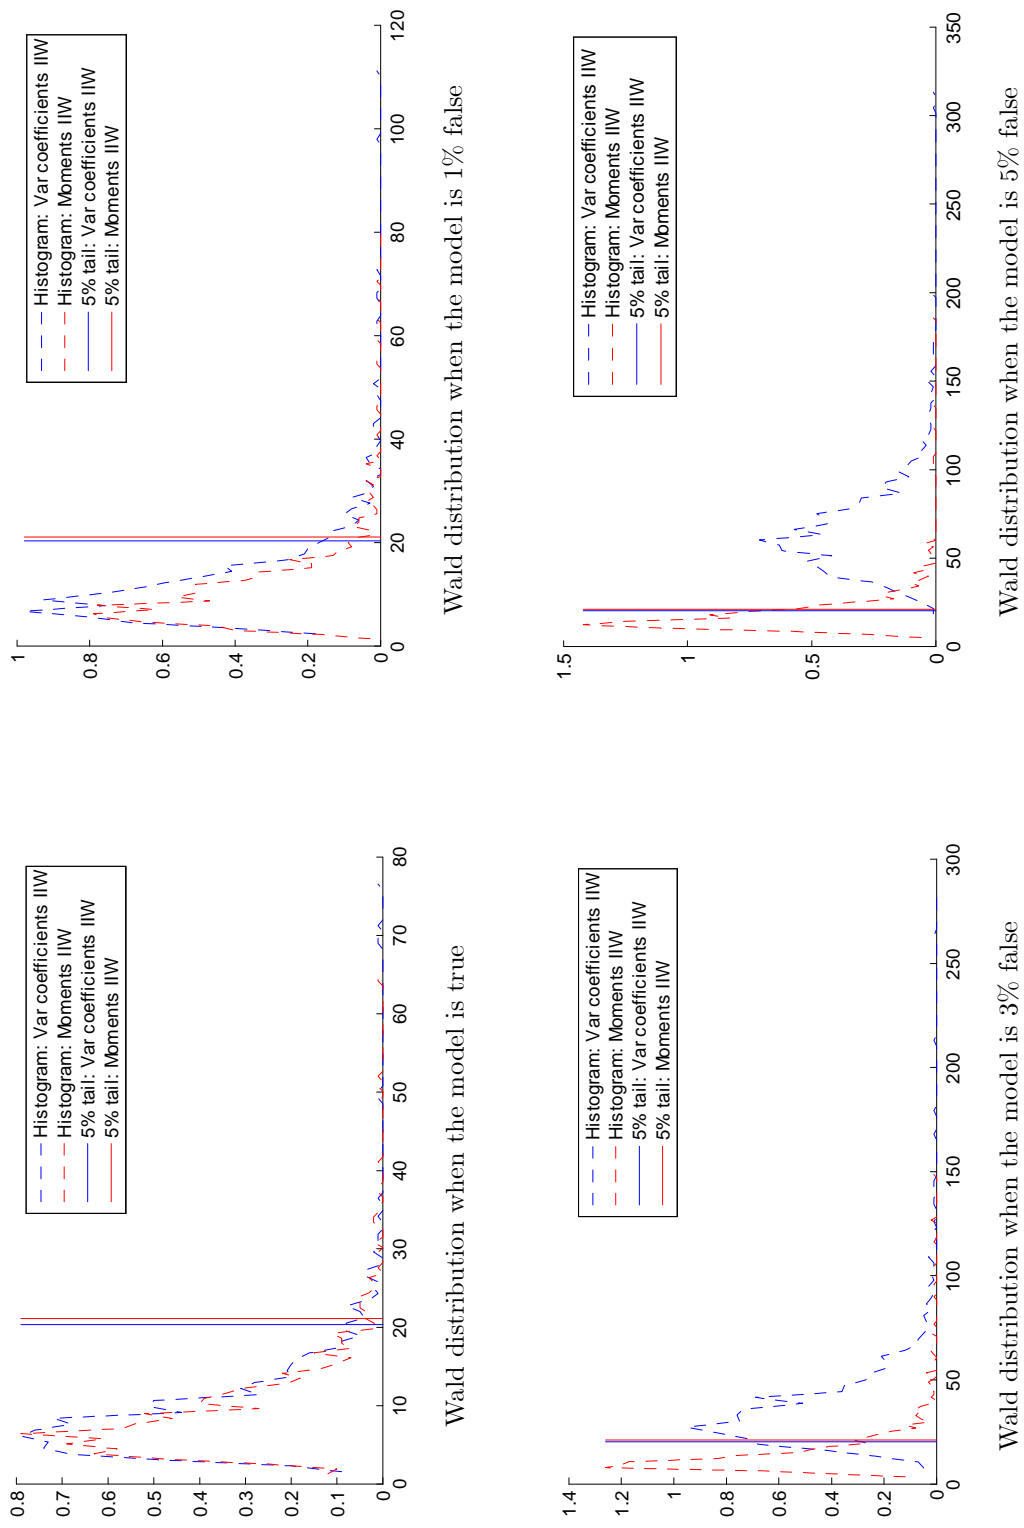 0.8
0.7
0.6
0.5
0.4
0.3
0.2
0.1
0
0 10 20 30 40 50 60 70 80
Histogram: Var coefficients IIW
Histogram: Moments IIW
5% tail: Var coefficients IIW
5% tail: Moments IIW
Wald distribution when the model is true
1
0.8
0.6
0.4
0.2
0
0 20 40 60 80 100 120
Histogram: Var coefficients IIW
Histogram: Moments IIW
5% tail: Var coefficients IIW
5% tail: Moments IIW
Wald distribution when the model is 1% false
1.4
1.2
1
0.8
0.6
0.4
0.2
0
0 50 100 150 200 250 300
Histogram: Var coefficients IIW
Histogram: Moments IIW
5% tail: Var coefficients IIW
5% tail: Moments IIW
Wald distribution when the model is 3% false
1.5
1
0.5
0
0 50 100 150 200 250 300 350
Histogram: Var coefficients IIW
Histogram: Moments IIW
5% tail: Var coefficients IIW
5% tail: Moments IIW
Wald distribution when the model is 5% false